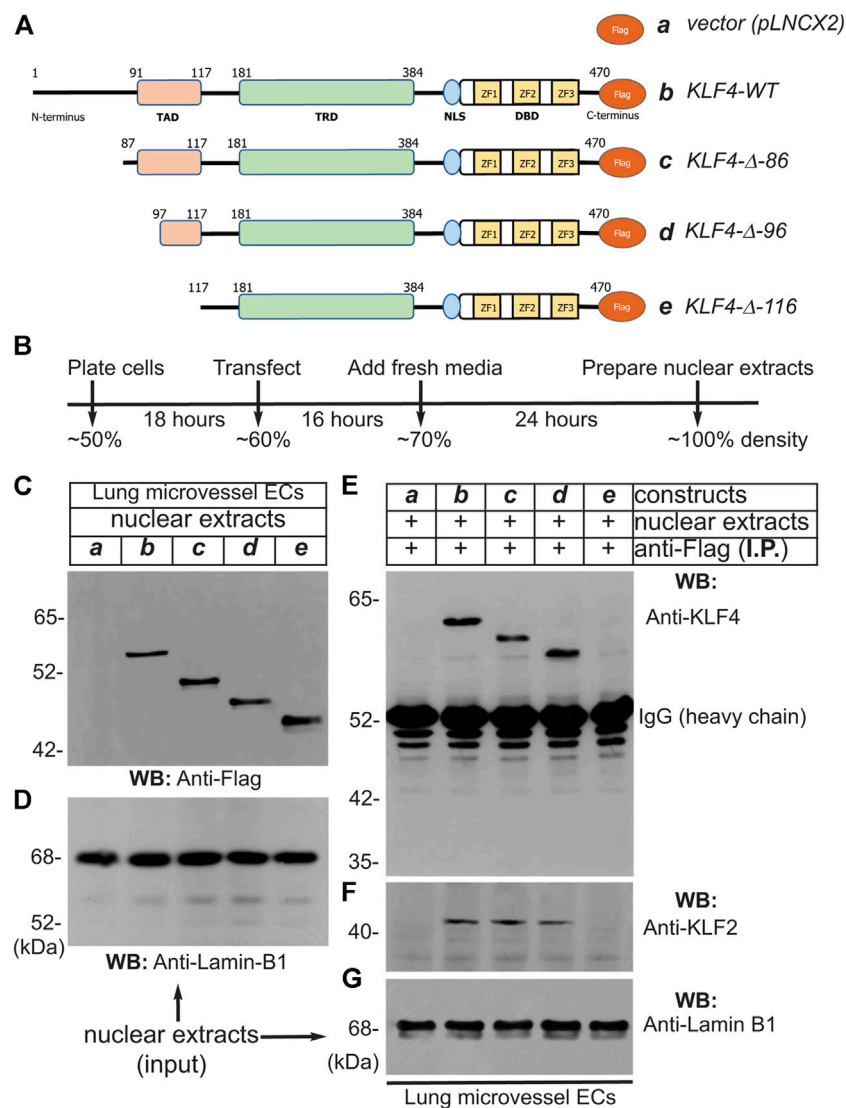 A
Flag
a vector (pLNCX2)
1 91 117 181 384 470
ZF1 ZF2 ZF3 Flag b KLF4-WT
N-terminus TAD TRD NLS DBD C-terminus
87 117 181 384 470
ZF1 ZF2 ZF3 Flag c KLF4-Δ-86
97 117 181 384 470
ZF1 ZF2 ZF3 Flag d KLF4-Δ-96
117 181 384 470
ZF1 ZF2 ZF3 Flag e KLF4-Δ-116
B
Plate cells Transfect Add fresh media Prepare nuclear extracts
18 hours 16 hours 24 hours
~50% ~60% ~70% ~100% density
C
Lung microvessel ECs
nuclear extracts
a b c d e
65-
52-
42-
WB: Anti-Flag
D
68-
52-
(kDa)
WB: Anti-Lamin-B1
nuclear extracts
(input)
E
a b c d e constructs
+ + + + + nuclear extracts
+ + + + + anti-Flag (I.P.)
WB:
65-
Anti-KLF4
52-
IgG (heavy chain)
42-
35-
F
WB:
40-
Anti-KLF2
G
WB:
68-
Anti-Lamin B1
(kDa)
Lung microvessel ECs